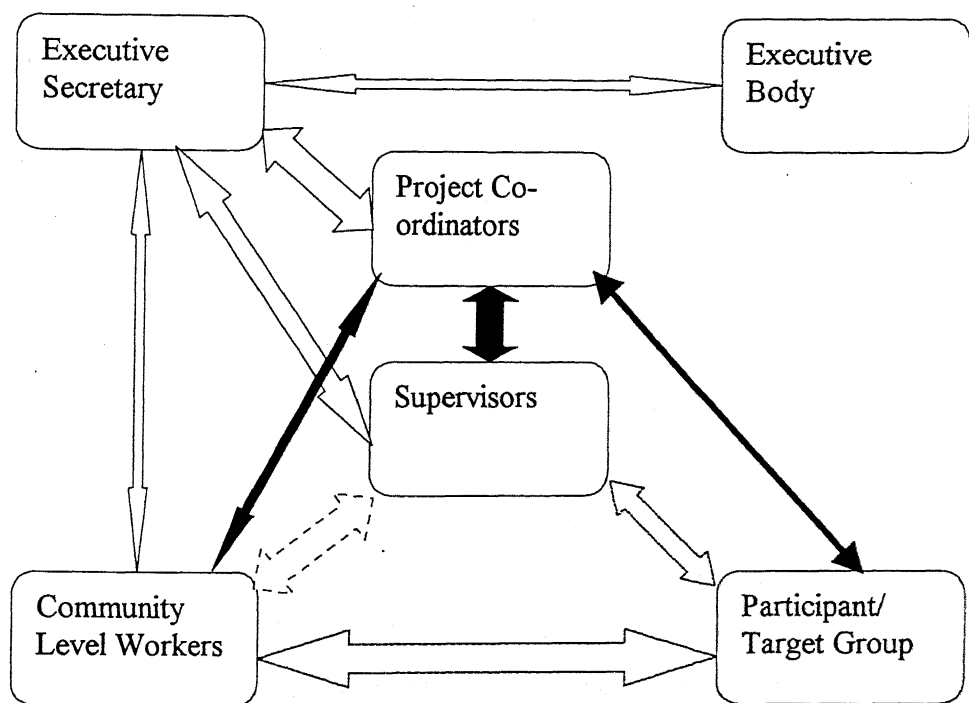 Executive
Secretary
Executive
Body
Project Co-
ordinators
Supervisors
Community
Level Workers
Participant/
Target Group